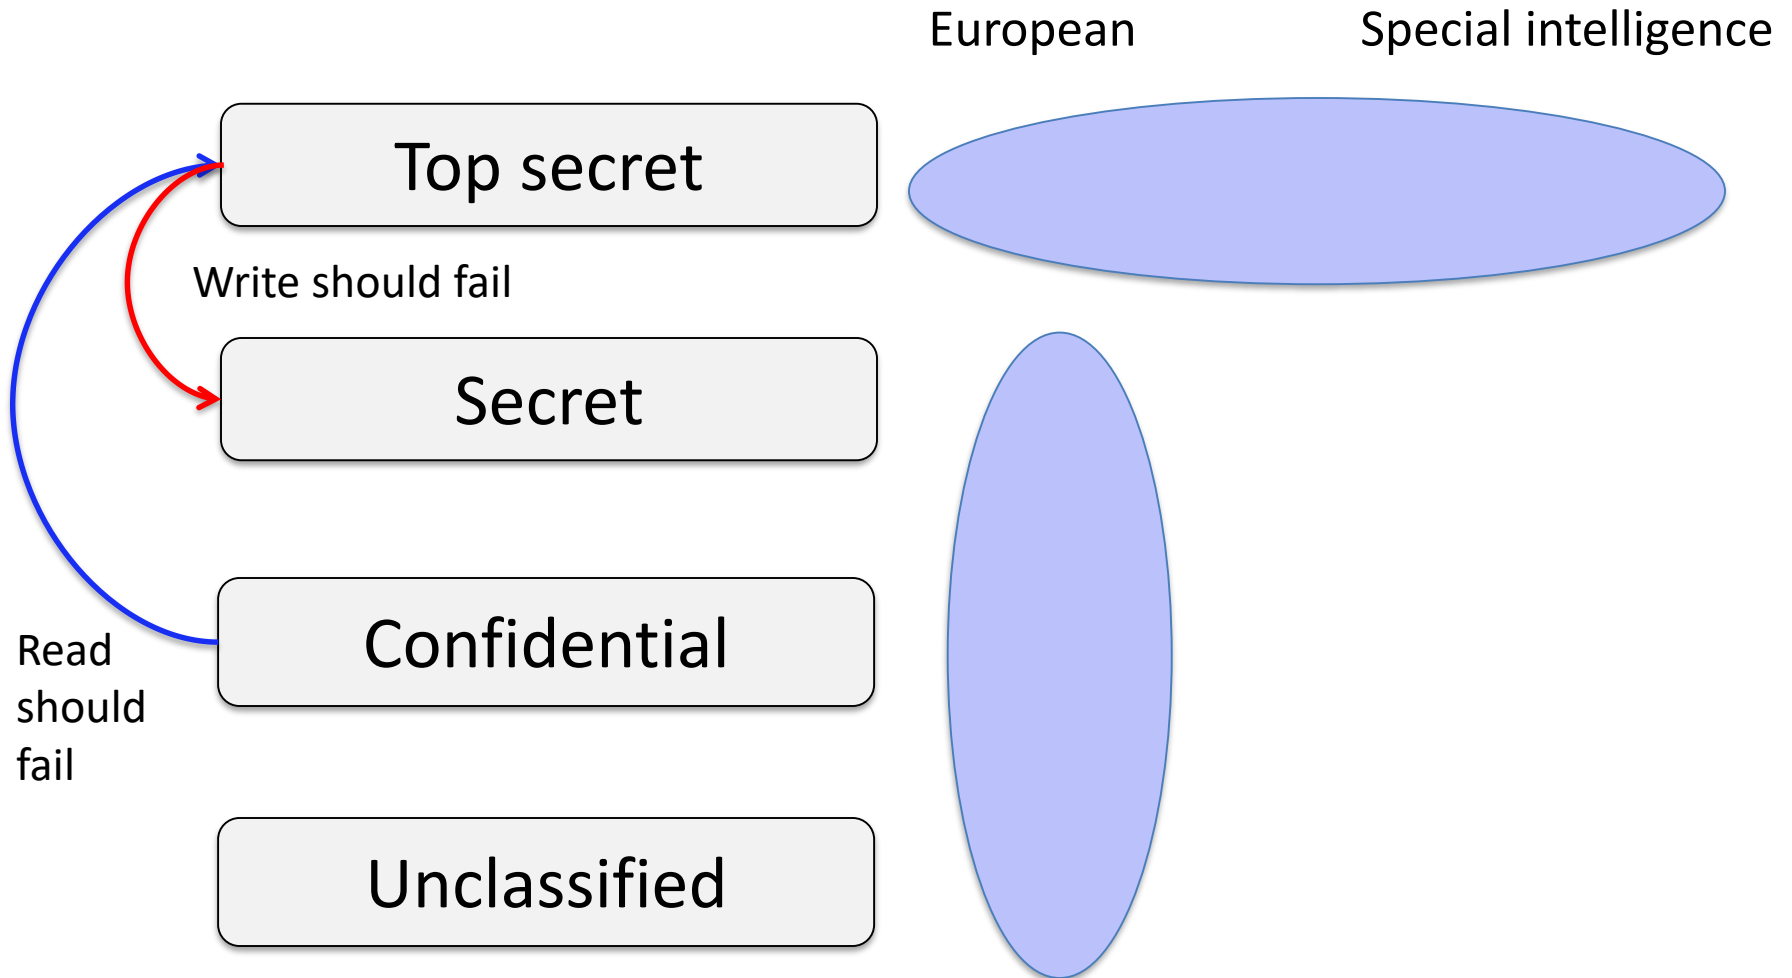 European
Special intelligence
Top secret
Write should fail
Secret
Confidential
Read
should
fail
Unclassified